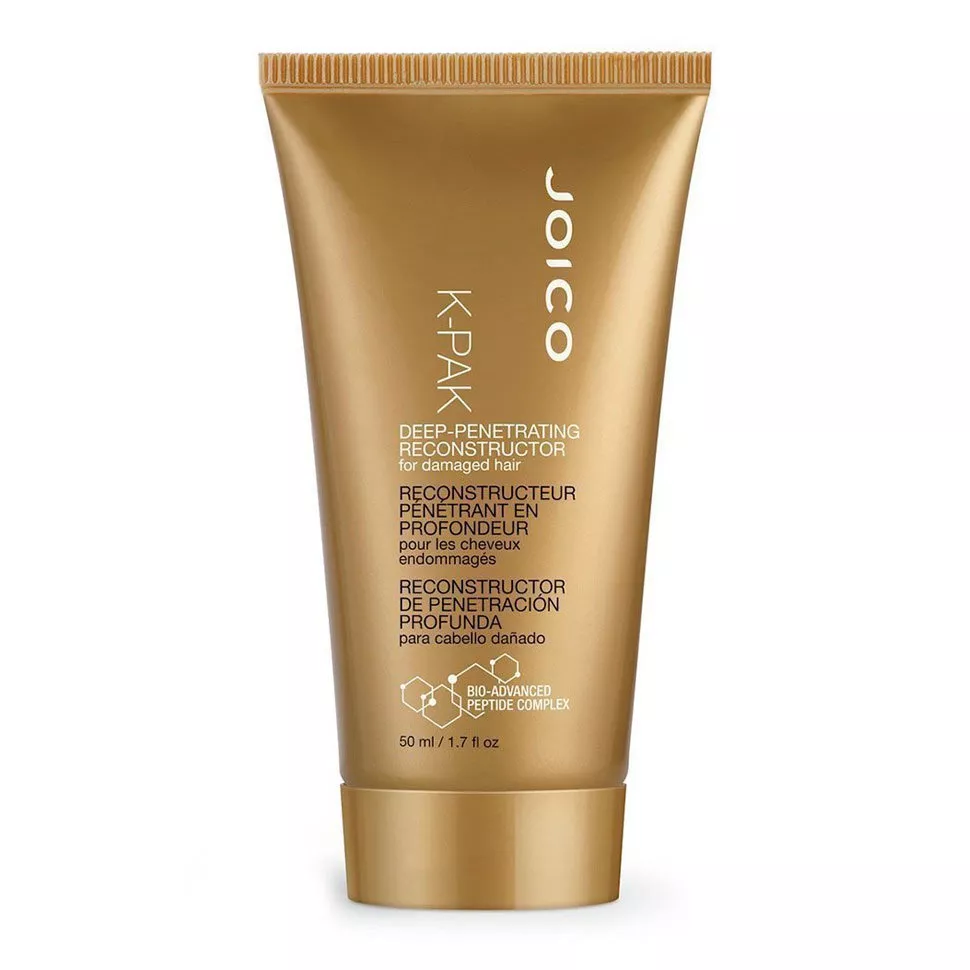 JOICO
K-PAK
DEEP-PENETRATING
RECONSTRUCTOR
for damaged hair
RECONSTRUCTEUR
PÉNÉTRANT EN
PROFONDEUR
pour les cheveux
endommagés
RECONSTRUCTOR
DE PENETRACIÓN
PROFUNDA
para cabello dañado
BIO-ADVANCED
PEPTIDE COMPLEX
50 ml / 1.7 fl oz